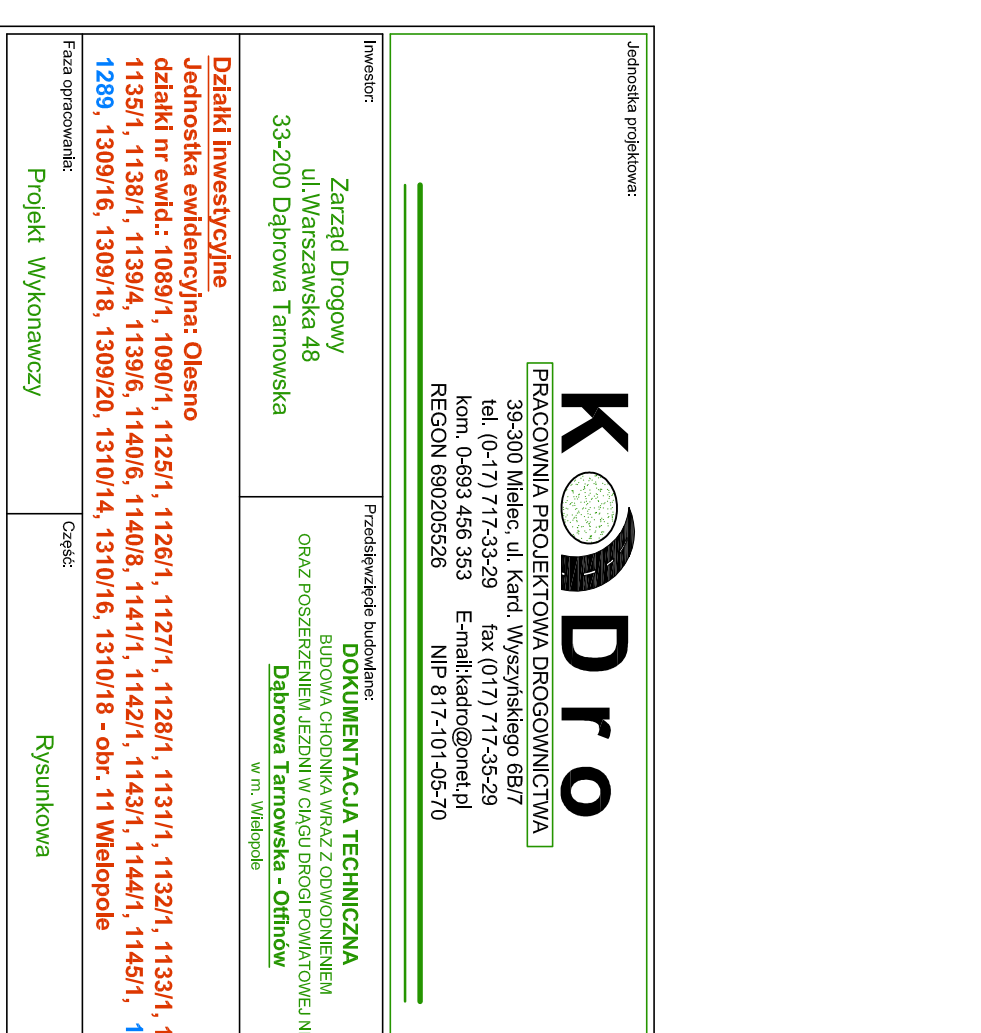 Jednostka projektowa:
KaDro
PRACOWNIA PROJEKTOWA DROGOWNICTWA
39-300 Mielec, ul. Kard. Wyszyńskiego 6B/7
tel. (0-17) 717-33-29 fax (017) 717-35-29
kom. 0-693 456 353 E-mail:kadro@onet.pl
REGON 690205526 NIP 817-101-05-70
Inwestor:
Zarząd Drogowy
ul.Warszawska 48
33-200 Dąbrowa Tarnowska
Przedsięwzięcie budowlane:
DOKUMENTACJA TECHNICZNA
BUDOWA CHODNIKA WRAZ Z ODWODNIENIEM
ORAZ POSZERZENIEM JEZDNI W CIĄGU DROGI POWIATOWEJ
Dąbrowa Tarnowska - Otfinów
w m. Wielopole
Działki inwestycyjne
Jednostka ewidencyjna: Olesno
działki nr ewid.: 1089/1, 1090/1, 1125/1, 1126/1, 1127/1, 1128/1, 1131/1, 1132/1, 1133/1,
1135/1, 1138/1, 1139/4, 1139/6, 1140/6, 1140/8, 1141/1, 1142/1, 1143/1, 1144/1, 1145/1,
1289, 1309/16, 1309/18, 1309/20, 1310/14, 1310/16, 1310/18 - obr. 11 Wielopole
Faza opracowania:
Projekt Wykonawczy
Część:
Rysunkowa